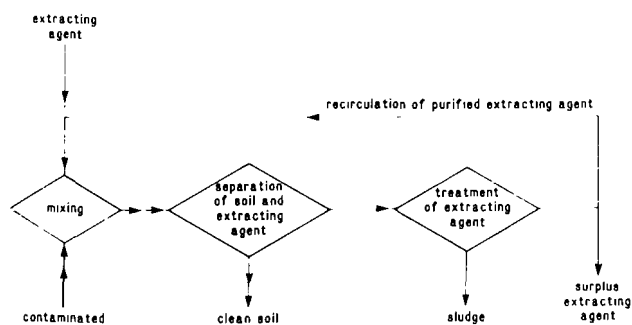 extracting
agent
recirculation of purified extracting agent
mixing
separation
of soil and
extracting
agent
treatment
of extracting
agent
contaminated
clean soil
sludge
surplus
extracting
agent